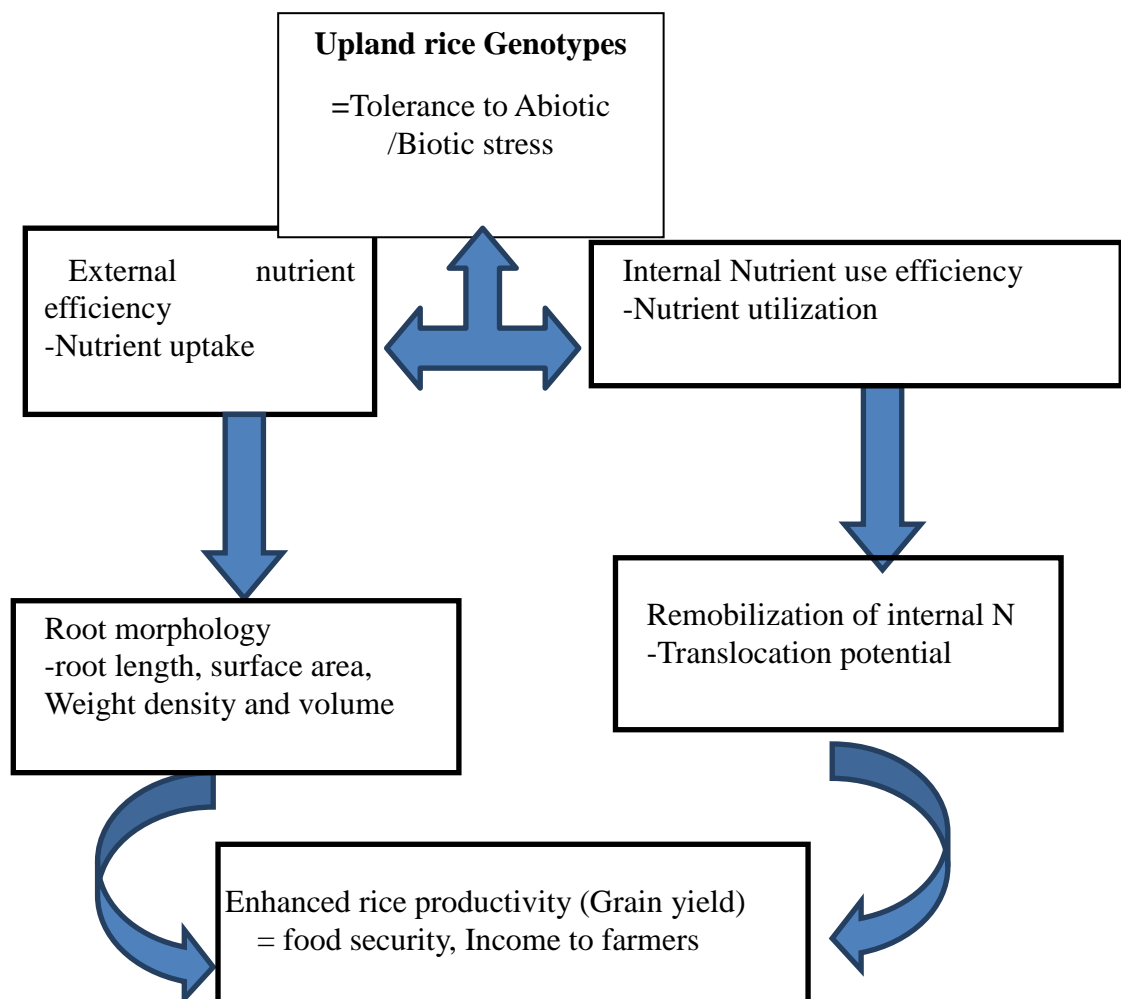 Upland rice Genotypes
=Tolerance to Abiotic
/Biotic stress
External nutrient
efficiency
-Nutrient uptake
Internal Nutrient use efficiency
-Nutrient utilization
Root morphology
-root length, surface area,
Weight density and volume
Remobilization of internal N
-Translocation potential
Enhanced rice productivity (Grain yield)
= food security, Income to farmers